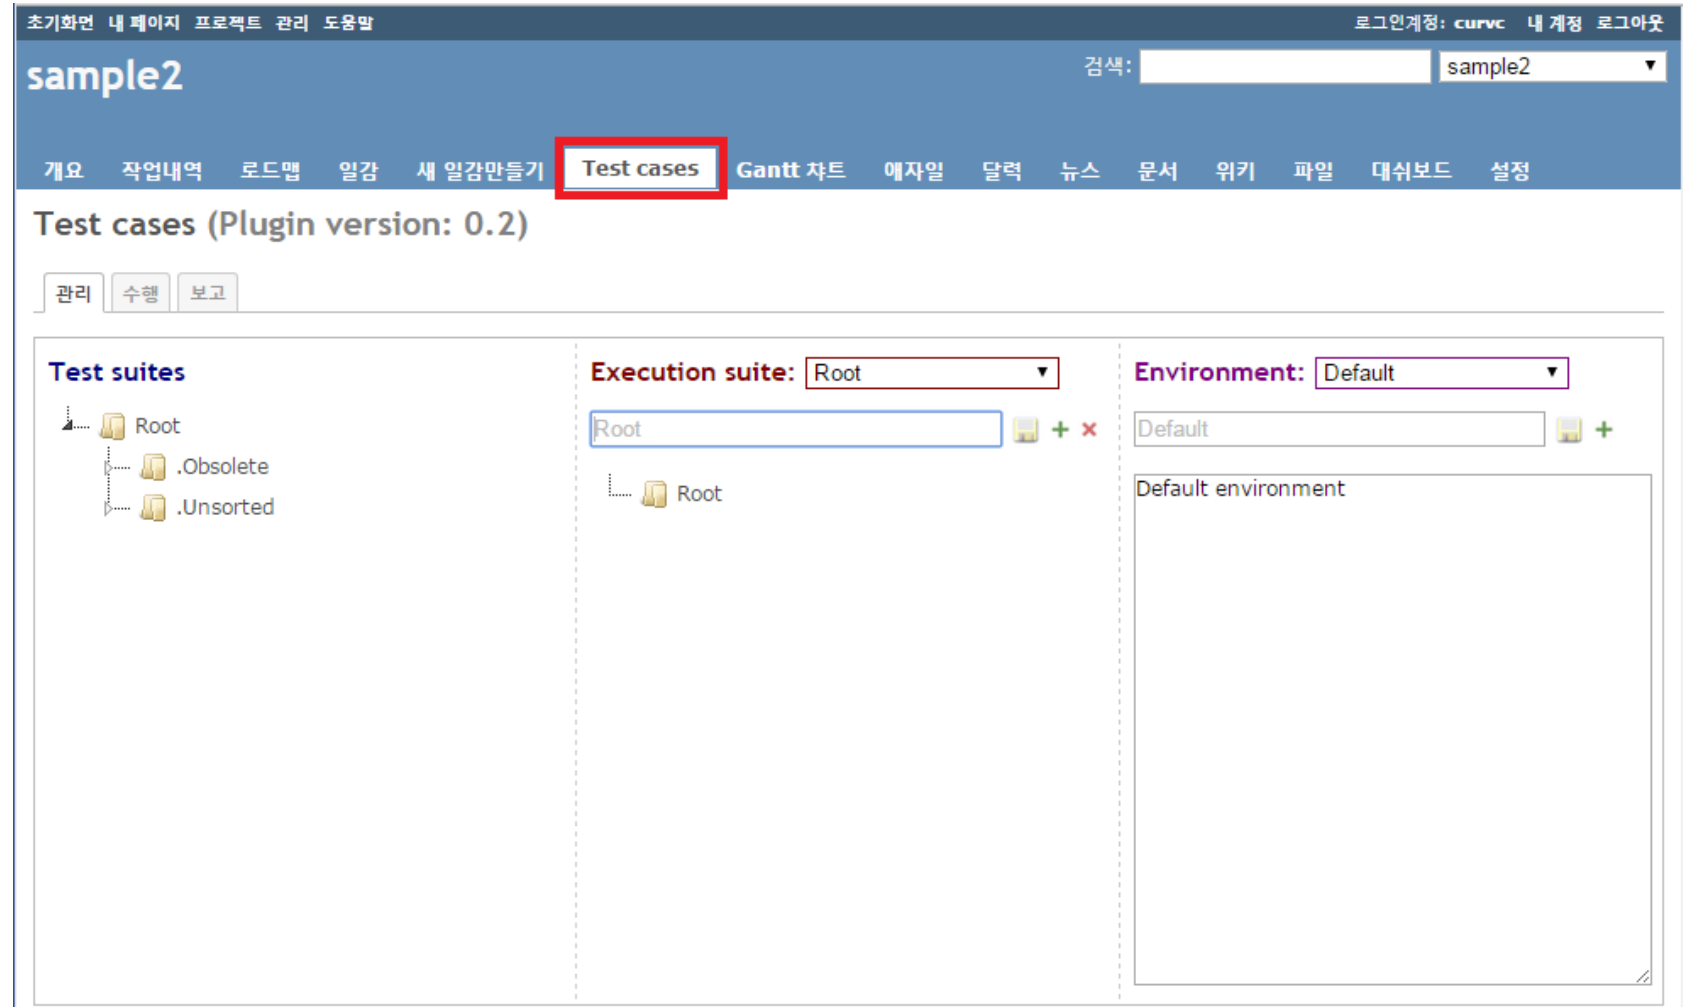 초기화면 내 페이지 프로젝트 관리 도움말 로그인계정: curvc 내 계정 로그아웃
sample2 검색: sample2
개요 작업내역 로드맵 일감 새 일감만들기 Test cases Gantt 챠트 애자일 달력 뉴스 문서 위키 파일 대쉬보드 설정
Test cases (Plugin version: 0.2)
관리 수행 보고
Test suites
Root
.Obsolete
.Unsorted
Execution suite: Root
Root
Root
Environment: Default
Default
Default environment